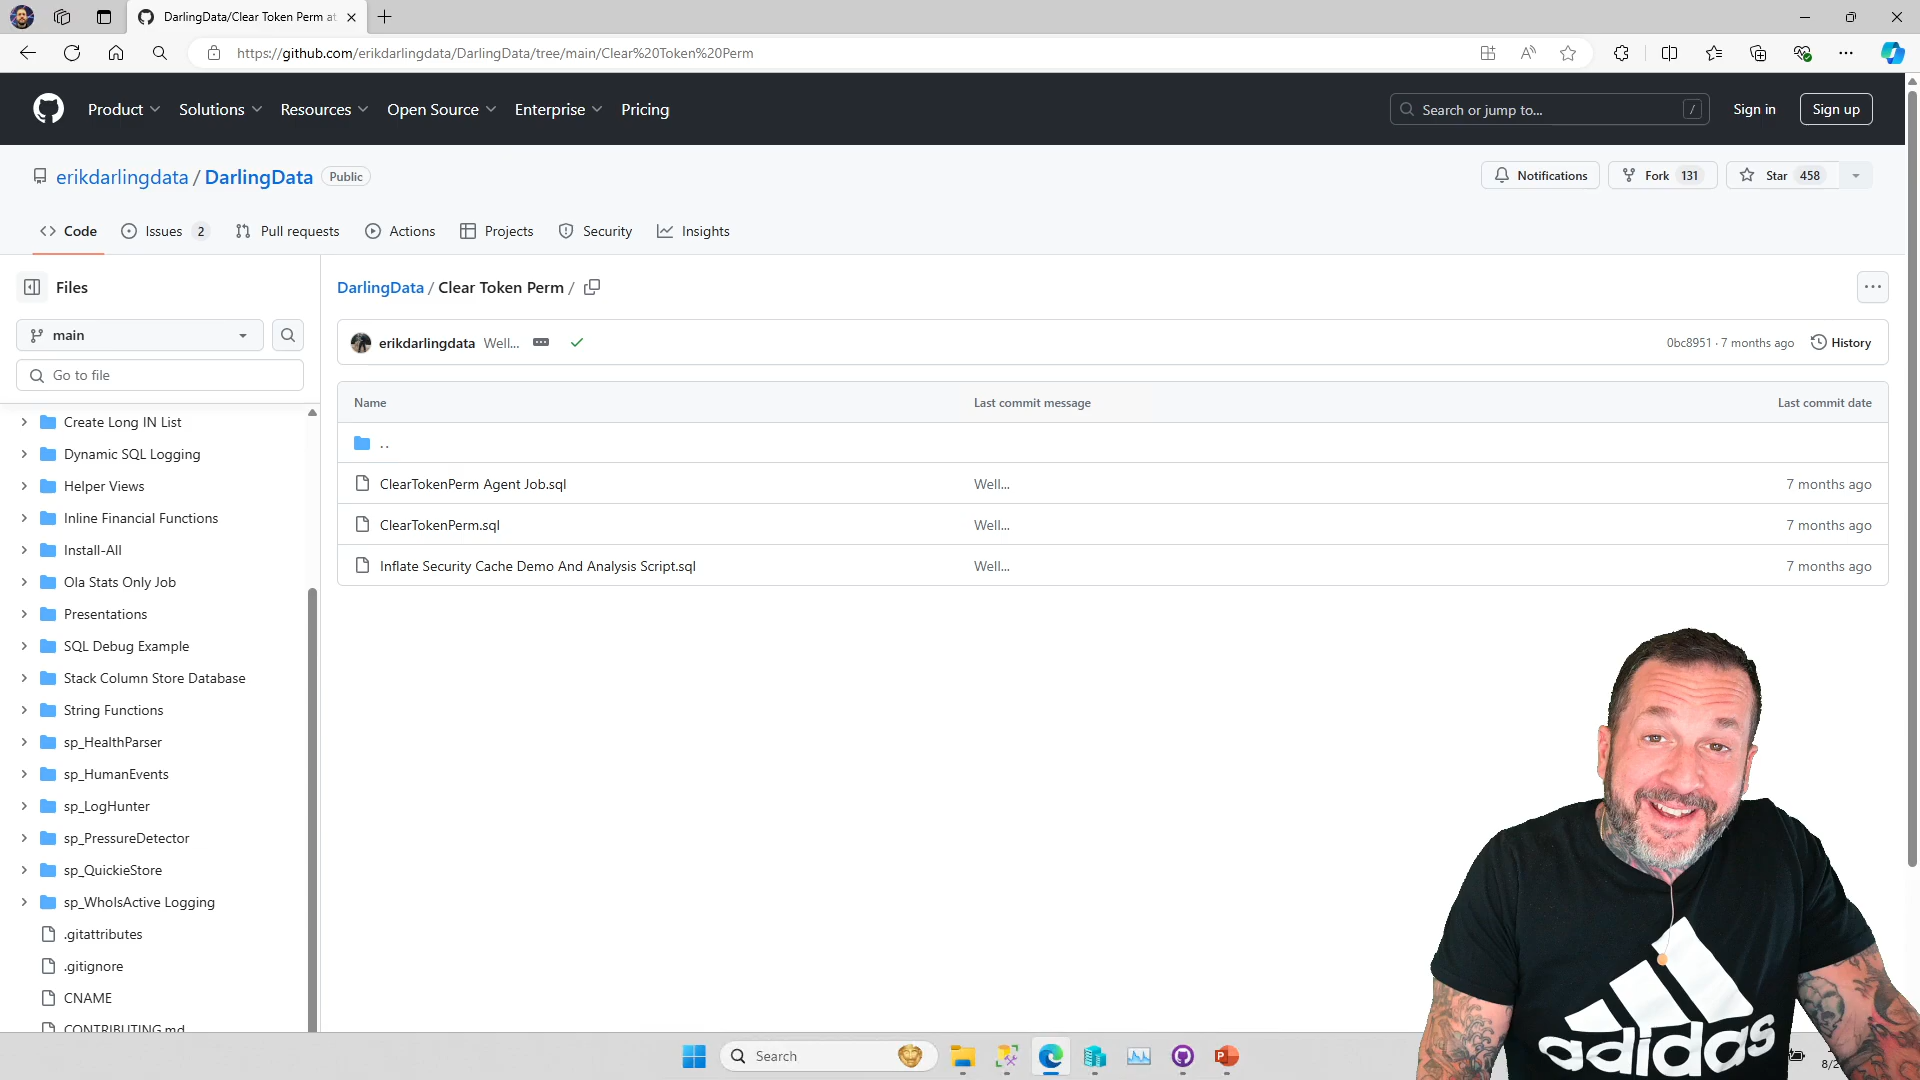 DarlingData/Clear Token Perm at
https://github.com/erikdarlingdata/DarlingData/tree/main/Clear%20Token%20Perm
Product Solutions Resources Open Source Enterprise Pricing
Search or jump to... /
Sign in
Sign up
erikdarlingdata / DarlingData Public
Notifications
Fork 131
Star 458
Code
Issues 2
Pull requests
Actions
Projects
Security
Insights
Files
main
Go to file
Create Long IN List
Dynamic SQL Logging
Helper Views
Inline Financial Functions
Install-All
Ola Stats Only Job
Presentations
SQL Debug Example
Stack Column Store Database
String Functions
sp_HealthParser
sp_HumanEvents
sp_LogHunter
sp_PressureDetector
sp_QuickieStore
sp_WhoIsActive Logging
.gitattributes
.gitignore
CNAME
CONTRIBUTING.md
DarlingData / Clear Token Perm /
erikdarlingdata Well...
0bc8951 · 7 months ago
History
Name Last commit message Last commit date
..
ClearTokenPerm Agent Job.sql Well... 7 months ago
ClearTokenPerm.sql Well... 7 months ago
Inflate Security Cache Demo And Analysis Script.sql Well... 7 months ago
adidas
Search